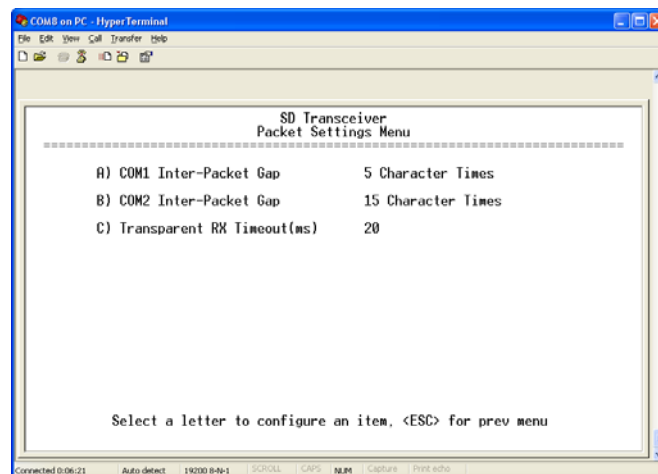 COM8 on PC - HyperTerminal
File Edit View Call Transfer Help
SD Transceiver
Packet Settings Menu
==========================================================================
A) COM1 Inter-Packet Gap 5 Character Times
B) COM2 Inter-Packet Gap 15 Character Times
C) Transparent RX Timeout(ms) 20
Select a letter to configure an item, <ESC> for prev menu
Connected 0:06:21 Auto detect 19200 8-N-1 SCROLL CAPS NUM Capture Print echo